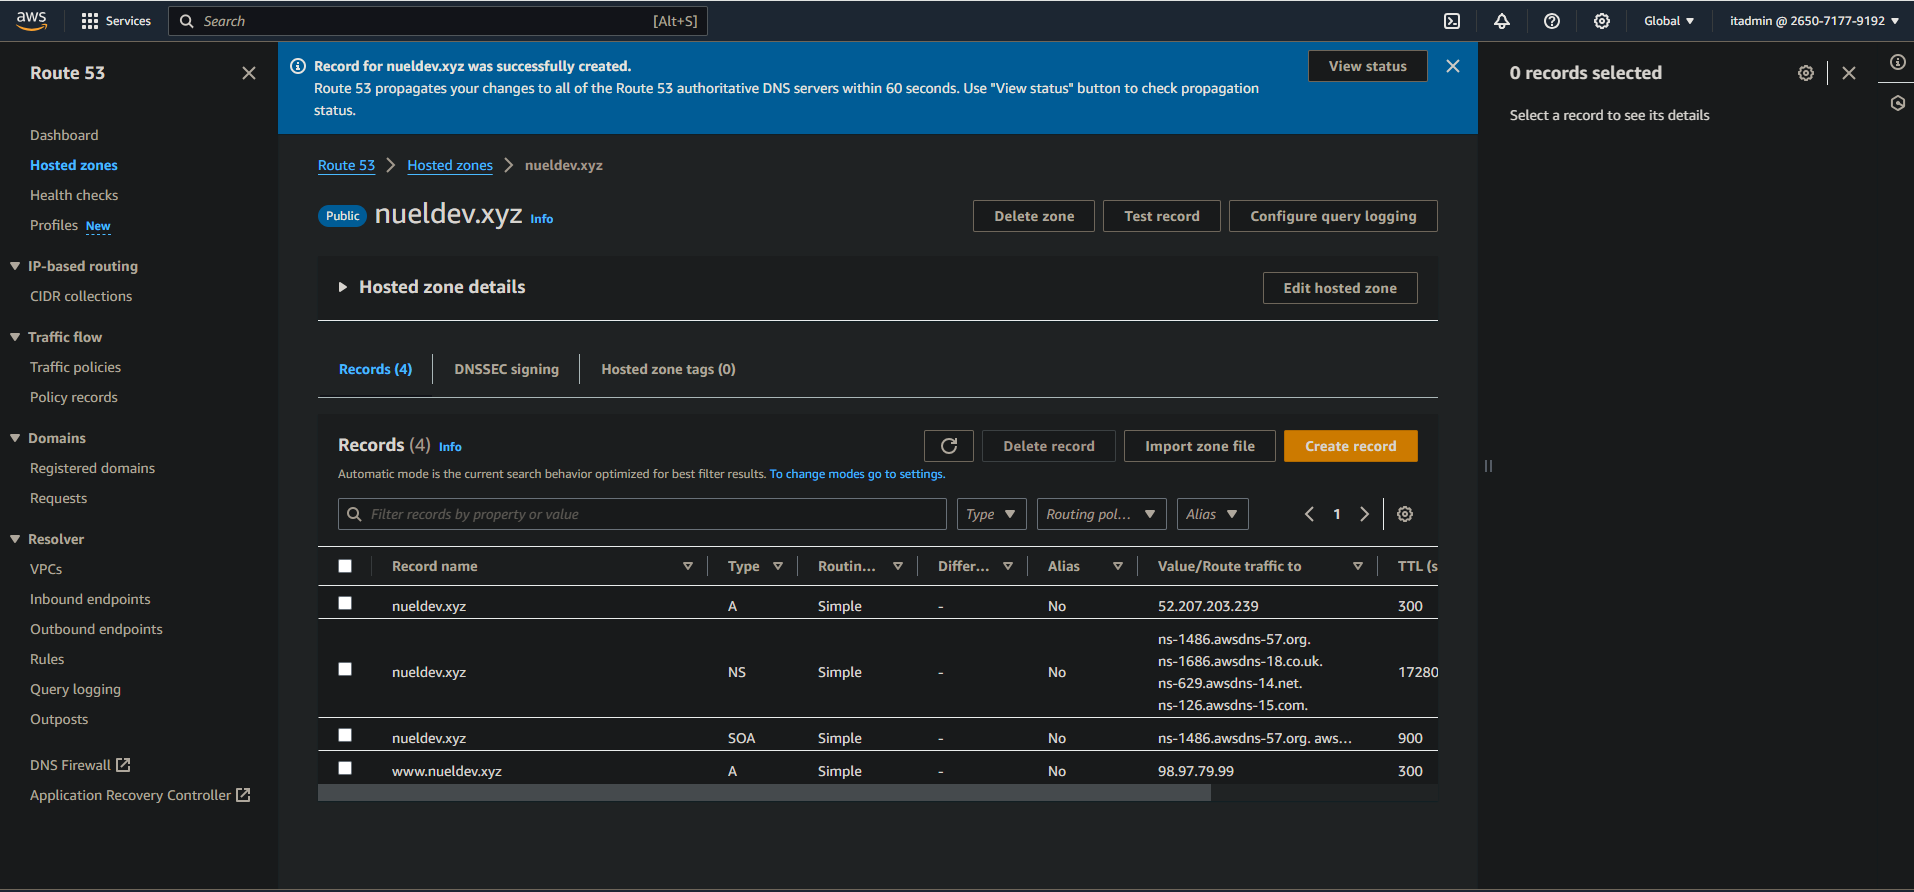 aws
Services
Search
[Alt+S]
Global
itadmin @ 2650-7177-9192
Route 53
Dashboard
Hosted zones
Health checks
Profiles New
IP-based routing
CIDR collections
Traffic flow
Traffic policies
Policy records
Domains
Registered domains
Requests
Resolver
VPCs
Inbound endpoints
Outbound endpoints
Rules
Query logging
Outposts
DNS Firewall
Application Recovery Controller
Record for nueldev.xyz was successfully created.
Route 53 propagates your changes to all of the Route 53 authoritative DNS servers within 60 seconds. Use "View status" button to check propagation
status.
View status
Route 53 Hosted zones nueldev.xyz
Public nueldev.xyz Info
Delete zone Test record Configure query logging
Hosted zone details
Edit hosted zone
Records (4) DNSSEC signing Hosted zone tags (0)
Records (4) Info
Delete record Import zone file Create record
Automatic mode is the current search behavior optimized for best filter results. To change modes go to settings.
Filter records by property or value
Type Routing pol... Alias
1
Record name Type Routin... Differ... Alias Value/Route traffic to TTL (s
nueldev.xyz A Simple - No 52.207.203.239 300
nueldev.xyz NS Simple - No
ns-1486.awsdns-57.org.
ns-1686.awsdns-18.co.uk.
ns-629.awsdns-14.net.
ns-126.awsdns-15.com.
17280
nueldev.xyz SOA Simple - No ns-1486.awsdns-57.org. aws... 900
www.nueldev.xyz A Simple - No 98.97.79.99 300
0 records selected
Select a record to see its details